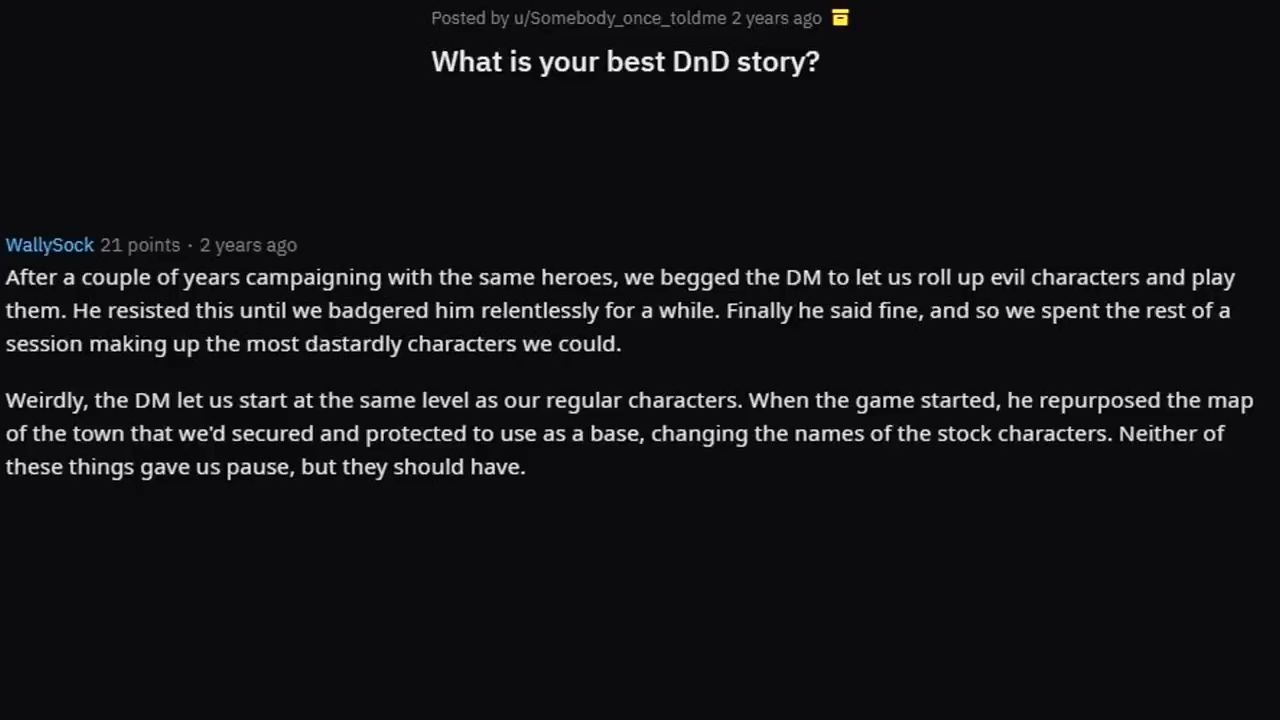 Posted by u/Somebody_once_toldme 2 years ago
What is your best DnD story?
WallySock 21 points · 2 years ago
After a couple of years campaigning with the same heroes, we begged the DM to let us roll up evil characters and play
them. He resisted this until we badgered him relentlessly for a while. Finally he said fine, and so we spent the rest of a
session making up the most dastardly characters we could.
Weirdly, the DM let us start at the same level as our regular characters. When the game started, he repurposed the map
of the town that we'd secured and protected to use as a base, changing the names of the stock characters. Neither of
these things gave us pause, but they should have.